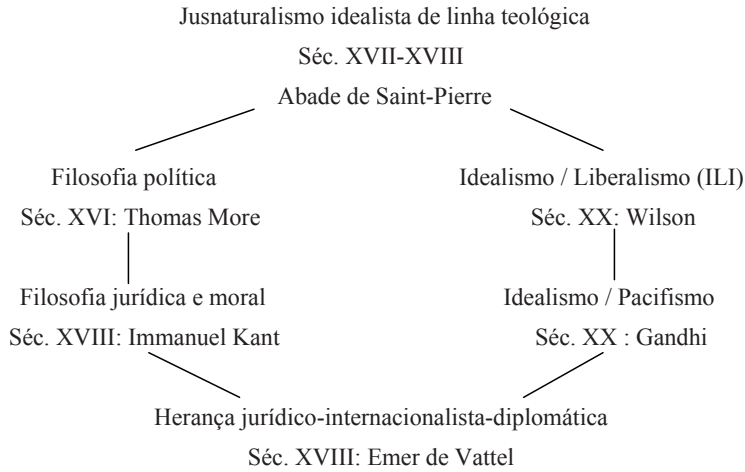 Jusnaturalismo idealista de linha teológica
Séc. XVII-XVIII
Abade de Saint-Pierre
Filosofia política
Séc. XVI: Thomas More
Idealismo / Liberalismo (ILI)
Séc. XX: Wilson
Filosofia jurídica e moral
Séc. XVIII: Immanuel Kant
Idealismo / Pacifismo
Séc. XX : Gandhi
Herança jurídico-internacionalista-diplomática
Séc. XVIII: Emer de Vattel